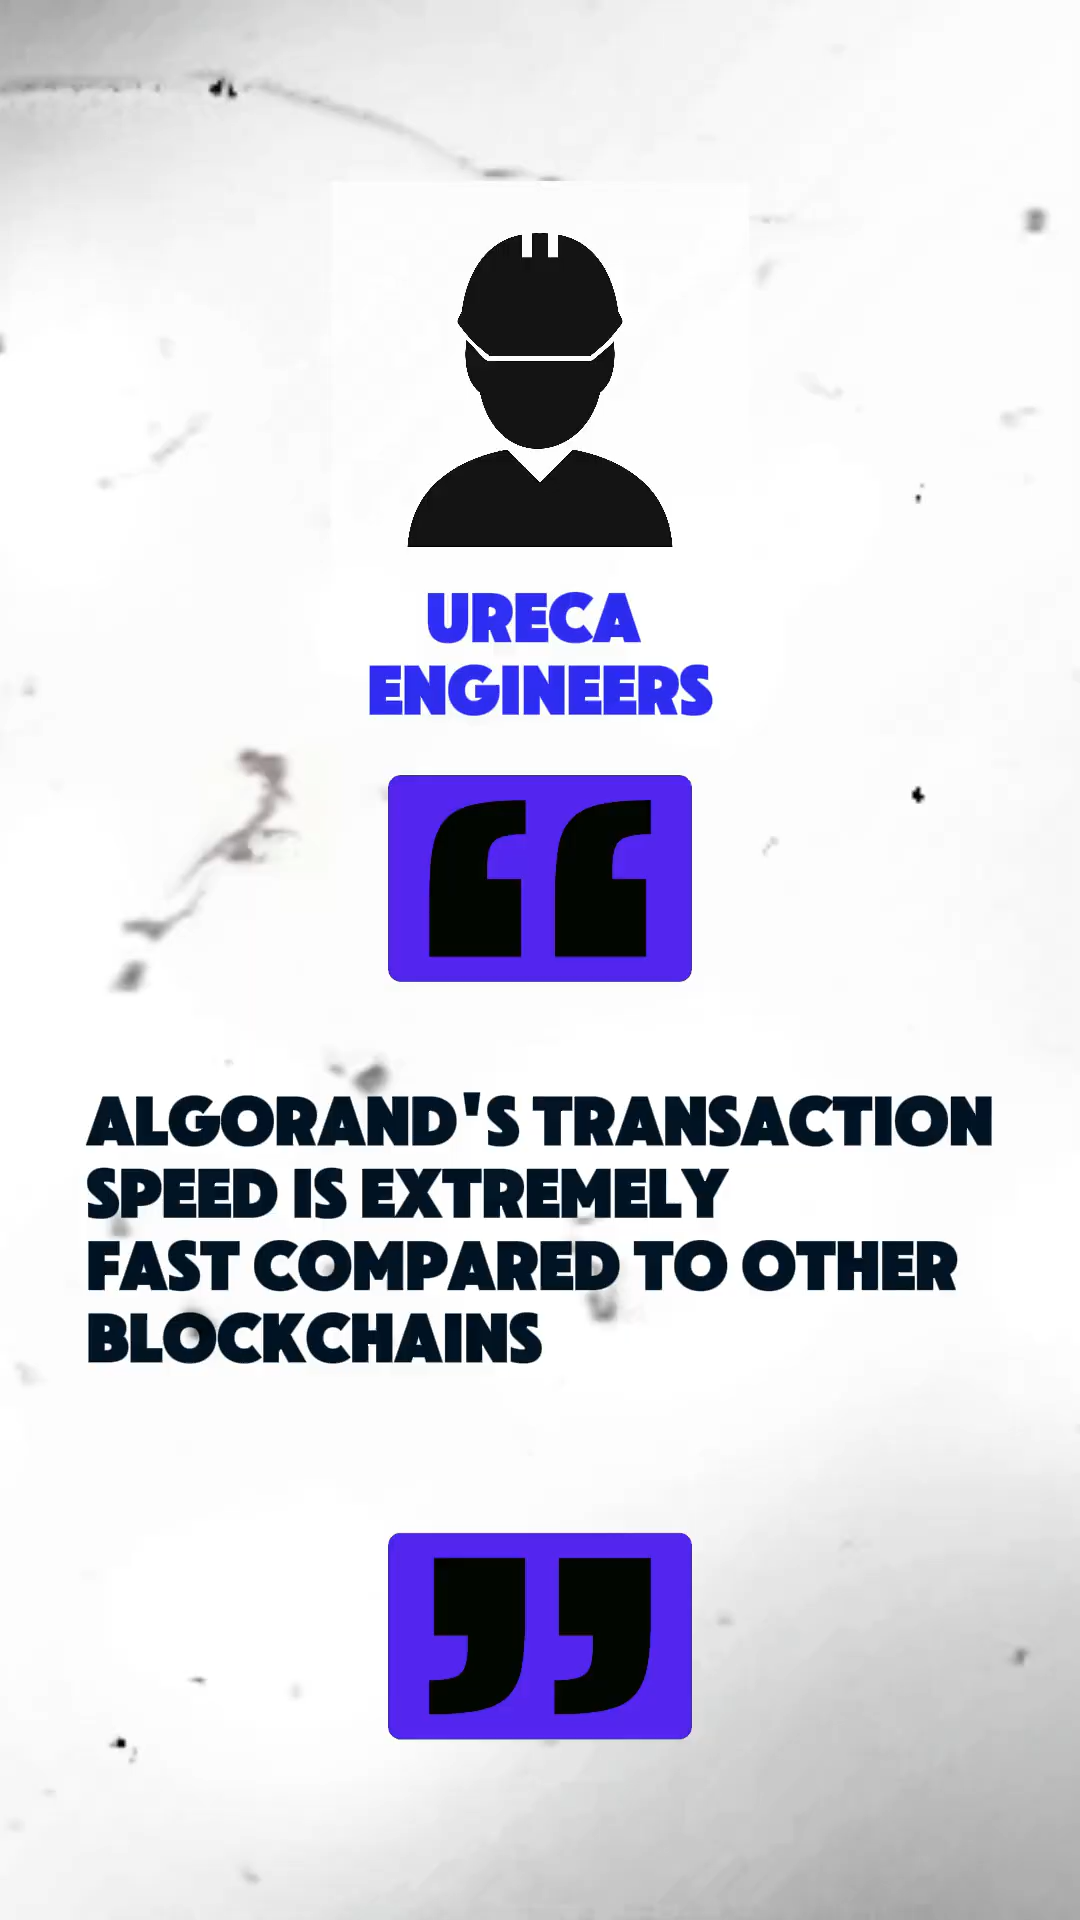 URECA
ENGINEERS
“
ALGORAND'S TRANSACTION
SPEED IS EXTREMELY
FAST COMPARED TO OTHER
BLOCKCHAINS
”